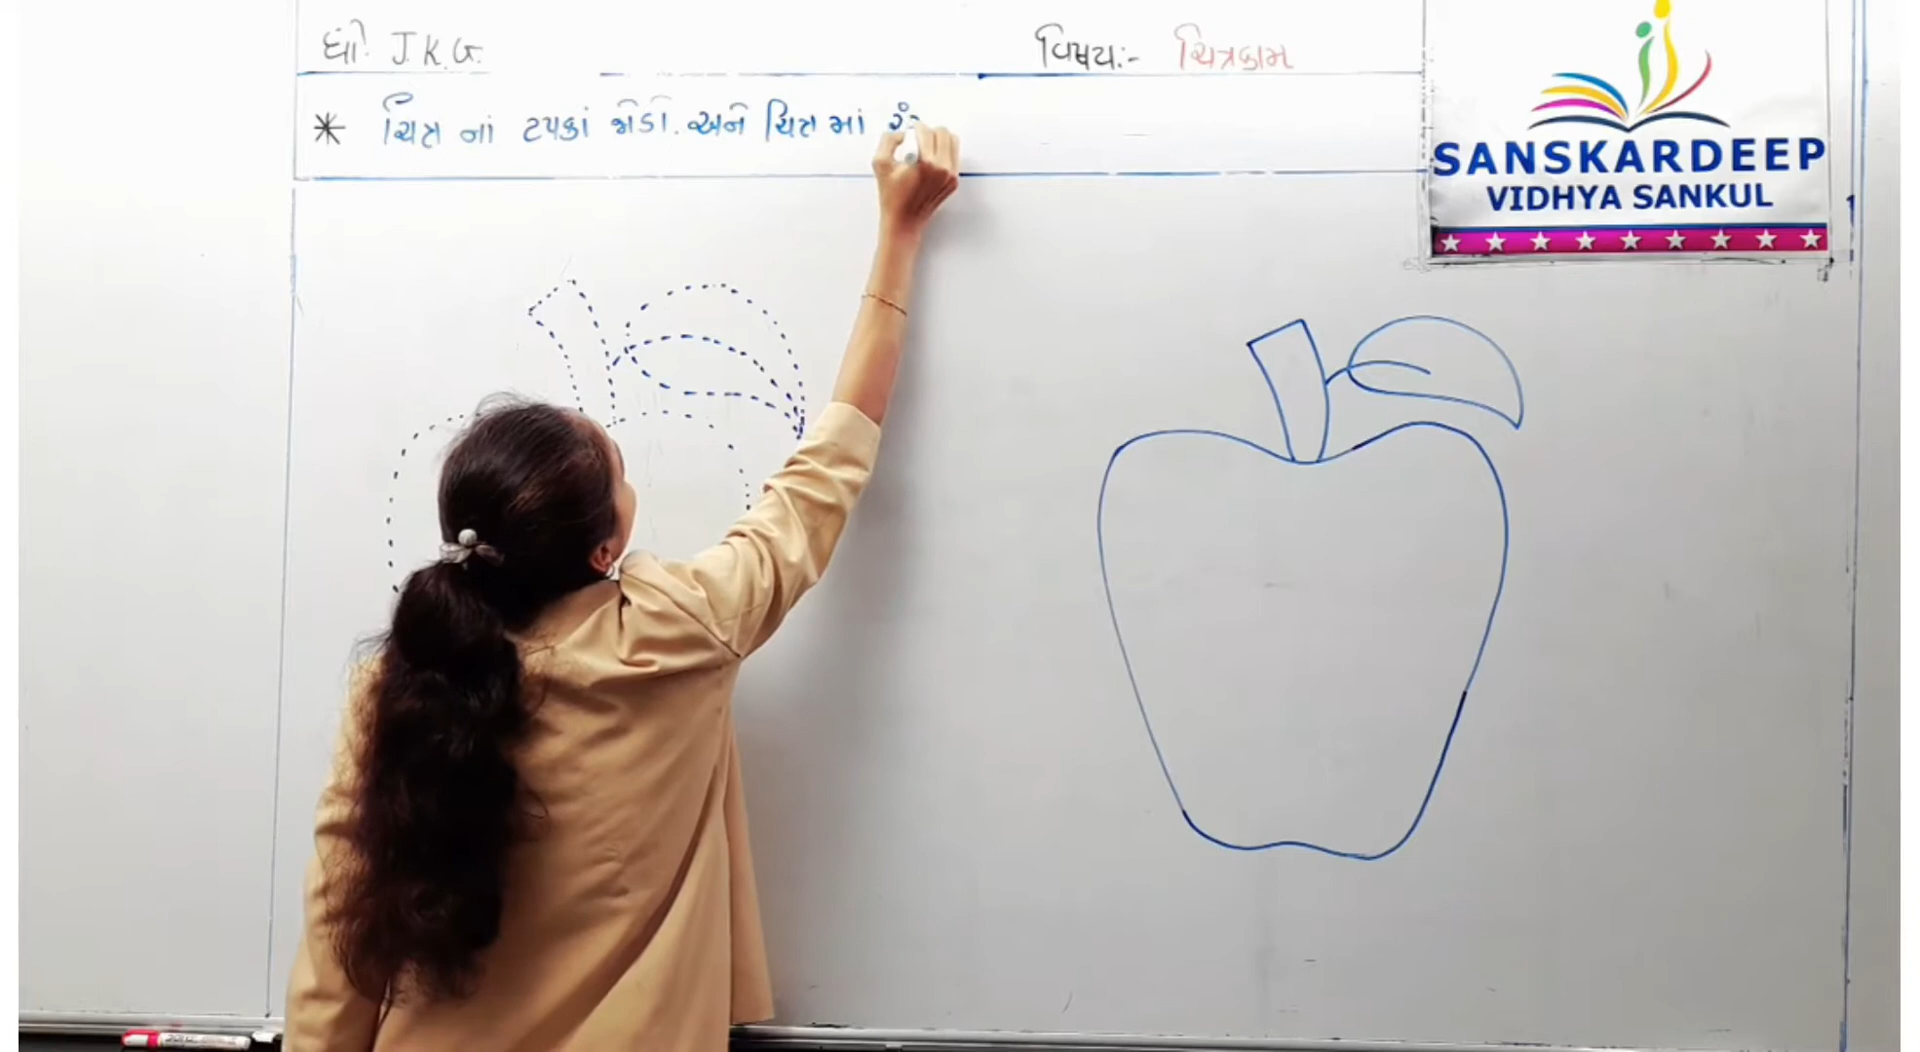 ધો: J.K.G.
વિષય:- ચિત્રકામ
* ચિત્ર નાં ટપકાં જોડો. અને ચિત્ર માં રં
SANSKARDEEP
VIDHYA SANKUL